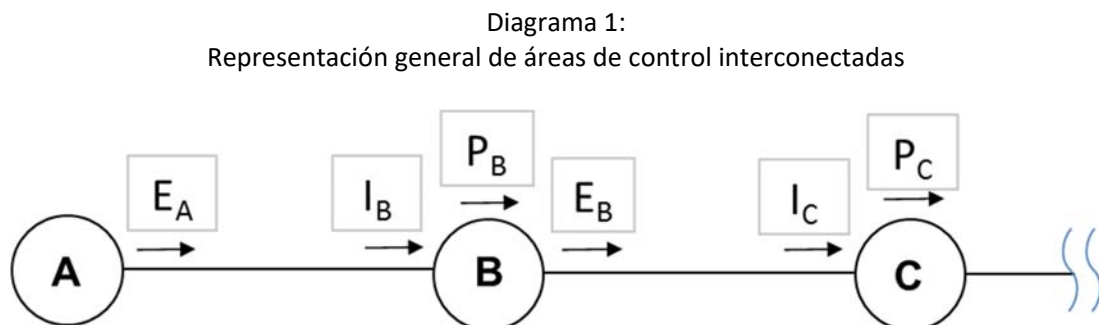 Diagrama 1:
Representación general de áreas de control interconectadas
P_B
P_C
E_A
I_B
E_B
I_C
A
B
C